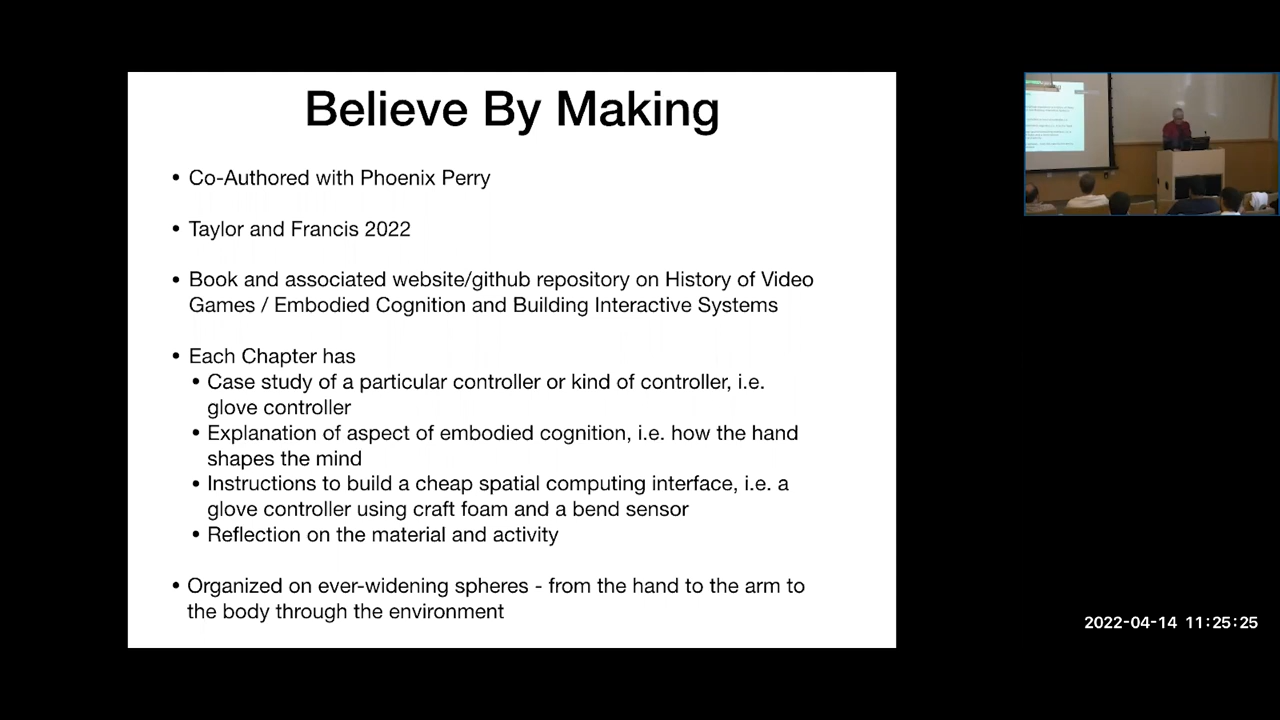 Believe By Making
• Co-Authored with Phoenix Perry
• Taylor and Francis 2022
• Book and associated website/github repository on History of Video
Games / Embodied Cognition and Building Interactive Systems
• Each Chapter has
• Case study of a particular controller or kind of controller, i.e.
glove controller
• Explanation of aspect of embodied cognition, i.e. how the hand
shapes the mind
• Instructions to build a cheap spatial computing interface, i.e. a
glove controller using craft foam and a bend sensor
• Reflection on the material and activity
• Organized on ever-widening spheres - from the hand to the arm to
the body through the environment
2022-04-14 11:25:25